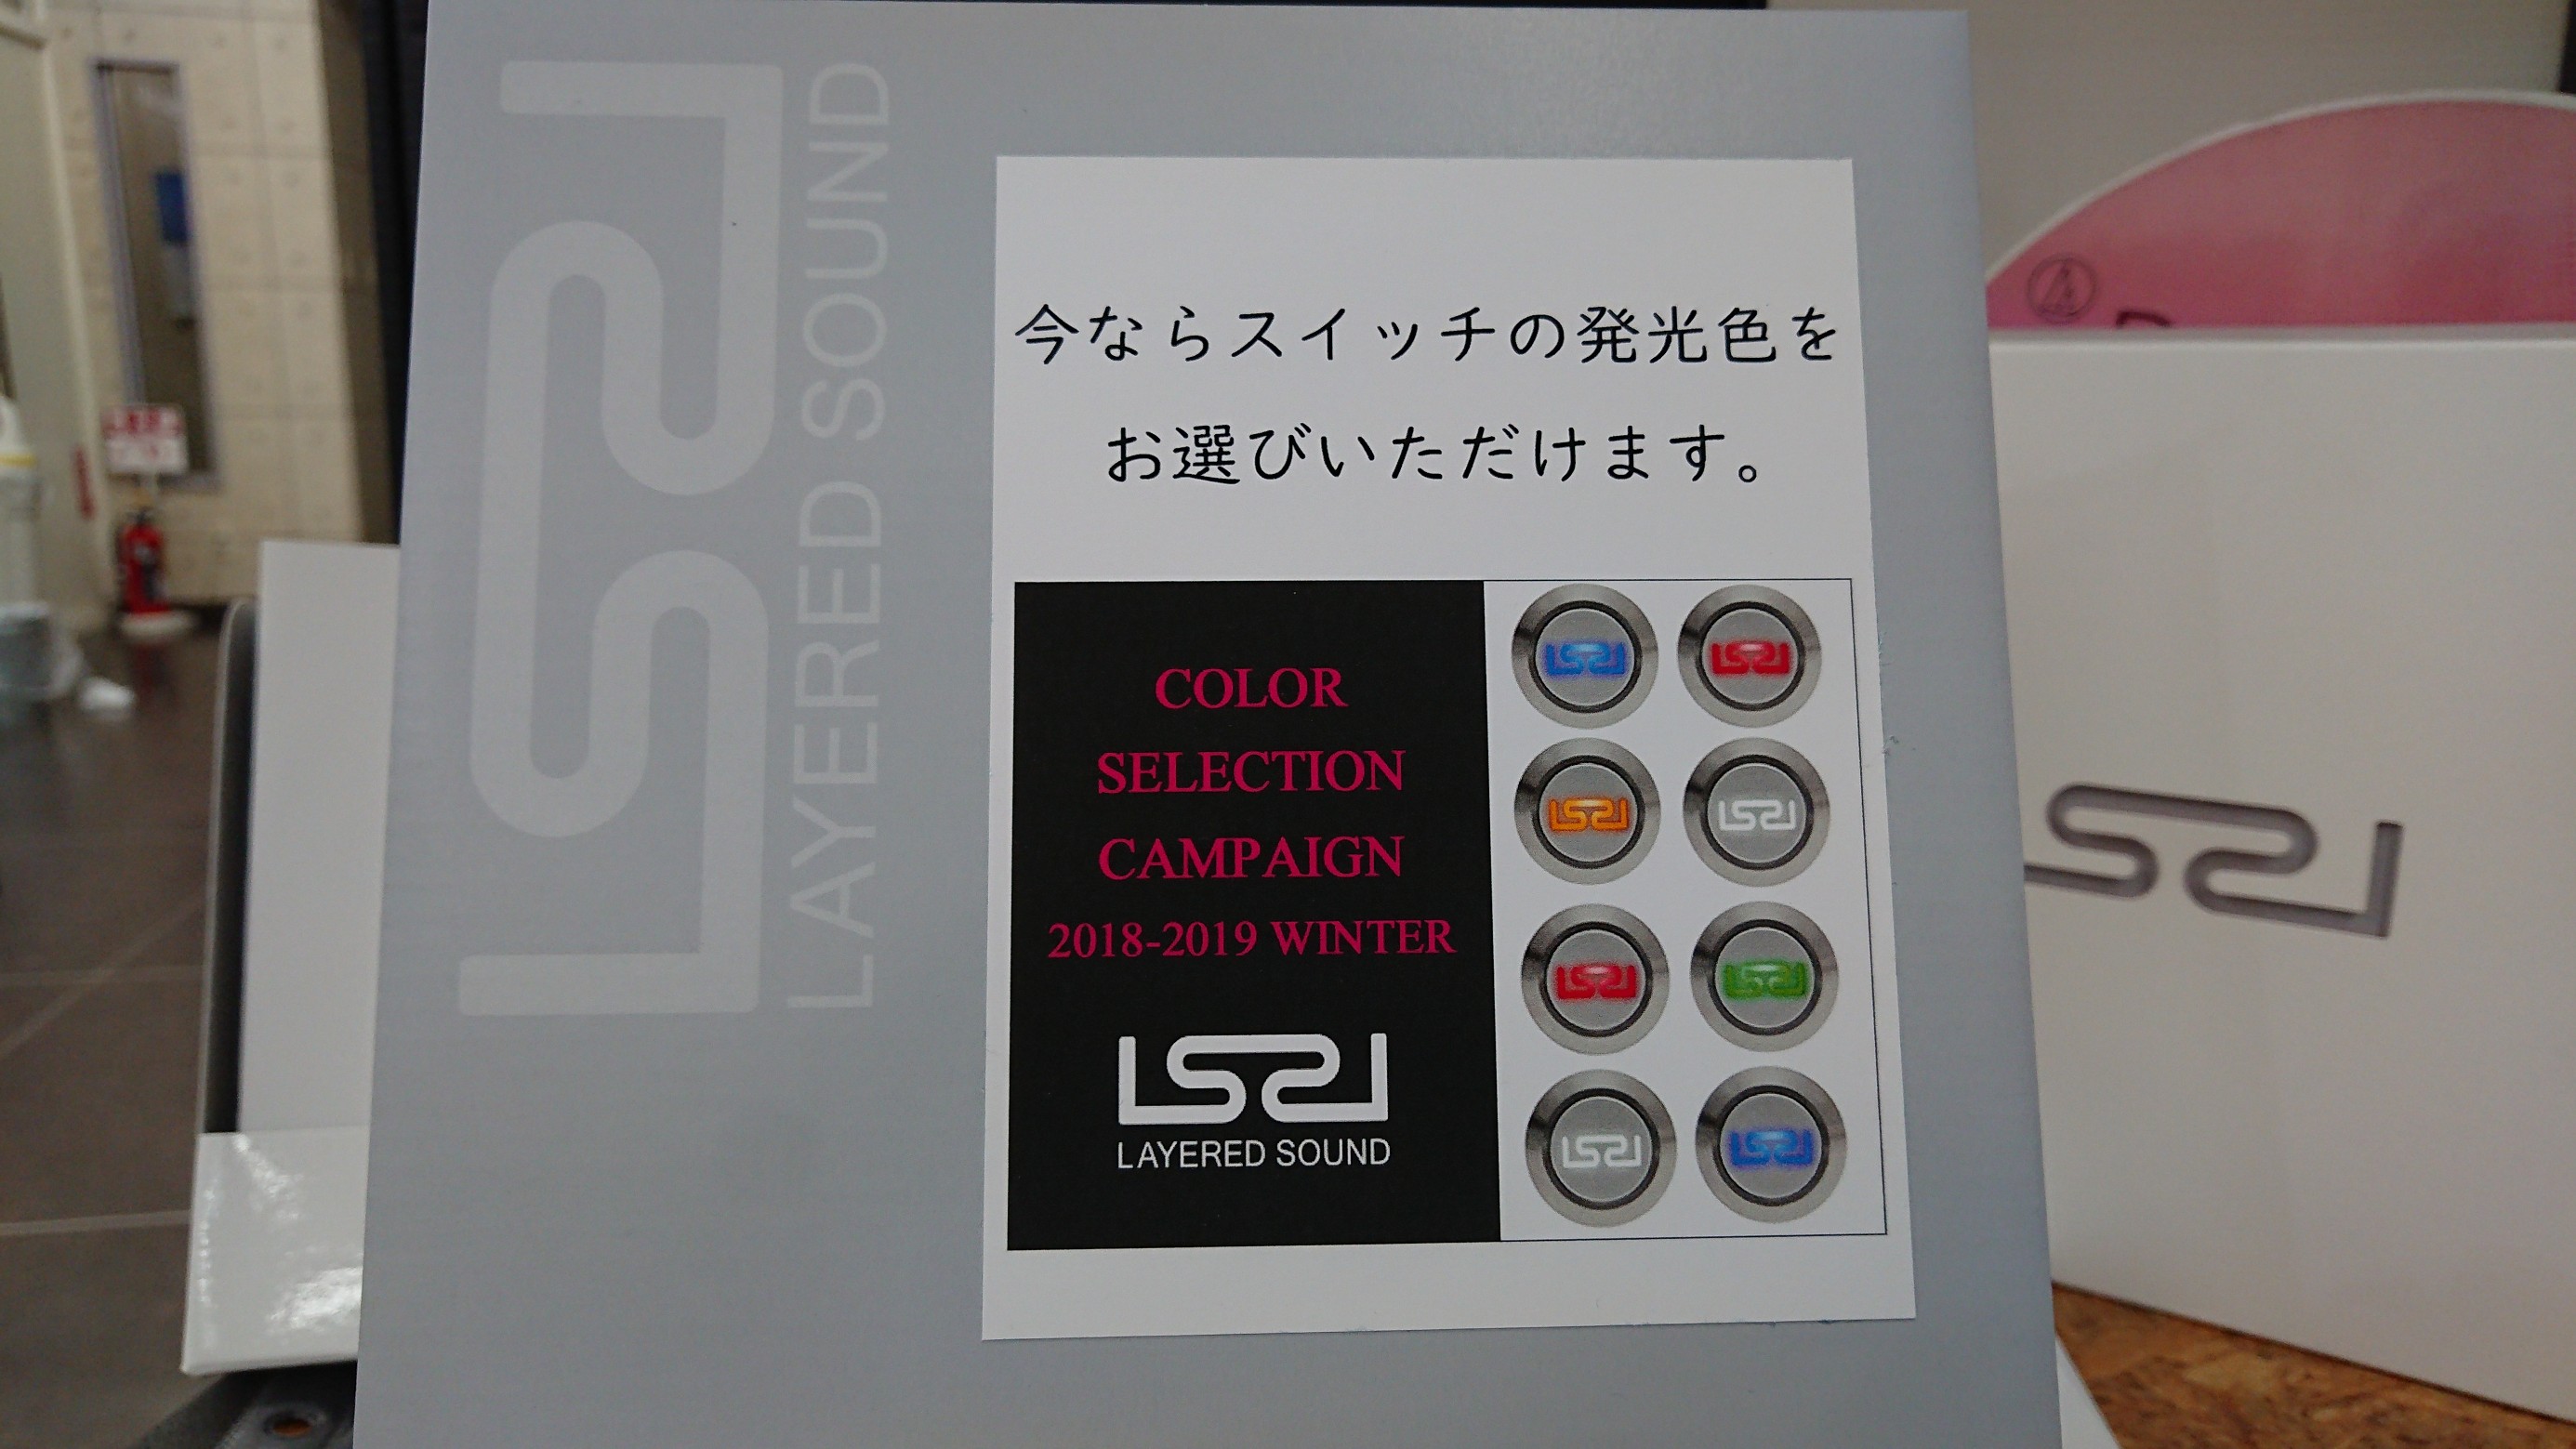 LAYERED SOUND
今ならスイッチの発光色を
お選びいただけます。
COLOR
SELECTION
CAMPAIGN
2018-2019 WINTER
LAYERED SOUND